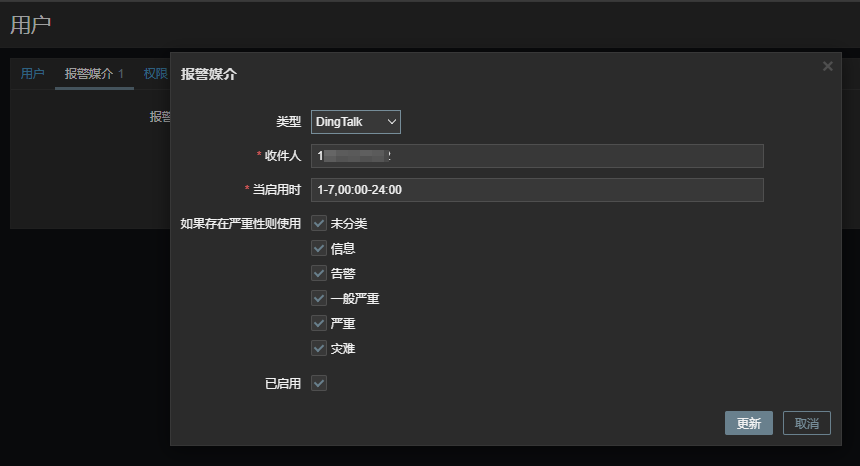 用户
用户 报警媒介 1 权限
报警
报警媒介
类型 DingTalk
* 收件人 1
* 当启用时 1-7,00:00-24:00
如果存在严重性则使用 未分类
信息
告警
一般严重
严重
灾难
已启用
更新 取消